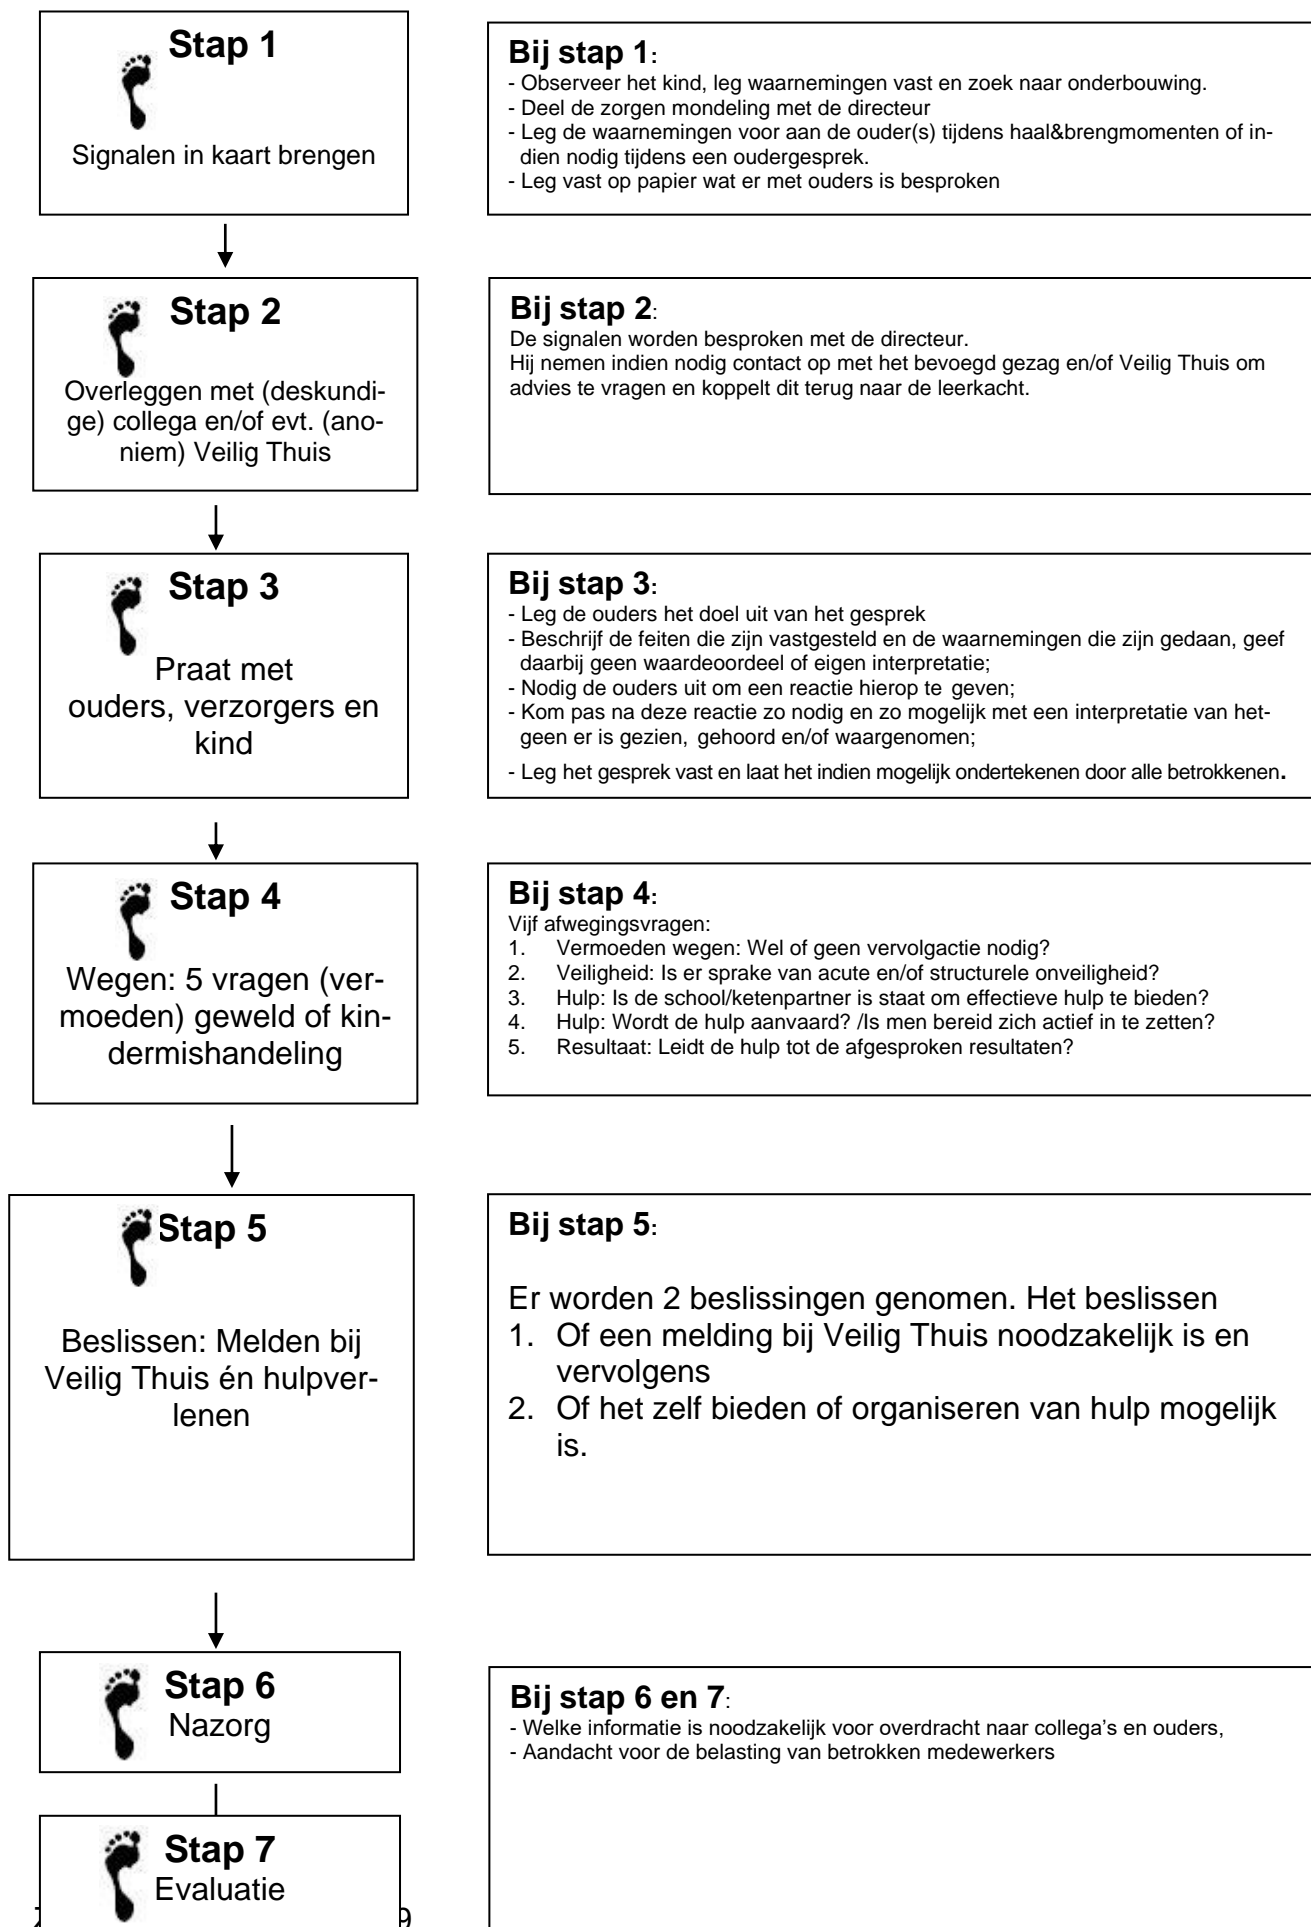 Stap 1
Signalen in kaart brengen
Bij stap 1:
- Observeer het kind, leg waarnemingen vast en zoek naar onderbouwing.
- Deel de zorgen mondeling met de directeur
- Leg de waarnemingen voor aan de ouder(s) tijdens haal&brengmomenten of in-
dien nodig tijdens een oudergesprek.
- Leg vast op papier wat er met ouders is besproken
Stap 2
Overleggen met (deskundi-
ge) collega en/of evt. (ano-
niem) Veilig Thuis
Bij stap 2:
De signalen worden besproken met de directeur.
Hij nemen indien nodig contact op met het bevoegd gezag en/of Veilig Thuis om
advies te vragen en koppelt dit terug naar de leerkacht.
Stap 3
Praat met
ouders, verzorgers en
kind
Bij stap 3:
- Leg de ouders het doel uit van het gesprek
- Beschrijf de feiten die zijn vastgesteld en de waarnemingen die zijn gedaan, geef
daarbij geen waardeoordeel of eigen interpretatie;
- Nodig de ouders uit om een reactie hierop te geven;
- Kom pas na deze reactie zo nodig en zo mogelijk met een interpretatie van het-
geen er is gezien, gehoord en/of waargenomen;
- Leg het gesprek vast en laat het indien mogelijk ondertekenen door alle betrokkenen.
Stap 4
Wegen: 5 vragen (ver-
moeden) geweld of kin-
dermishandeling
Bij stap 4:
Vijf afwegingsvragen:
1. Vermoeden wegen: Wel of geen vervolgactie nodig?
2. Veiligheid: Is er sprake van acute en/of structurele onveiligheid?
3. Hulp: Is de school/ketenpartner is staat om effectieve hulp te bieden?
4. Hulp: Wordt de hulp aanvaard? /Is men bereid zich actief in te zetten?
5. Resultaat: Leidt de hulp tot de afgesproken resultaten?
Stap 5
Beslissen: Melden bij
Veilig Thuis én hulpver-
lenen
Bij stap 5:
Er worden 2 beslissingen genomen. Het beslissen
1. Of een melding bij Veilig Thuis noodzakelijk is en
vervolgens
2. Of het zelf bieden of organiseren van hulp mogelijk
is.
Stap 6
Nazorg
Bij stap 6 en 7:
- Welke informatie is noodzakelijk voor overdracht naar collega’s en ouders,
- Aandacht voor de belasting van betrokken medewerkers
Stap 7
Evaluatie